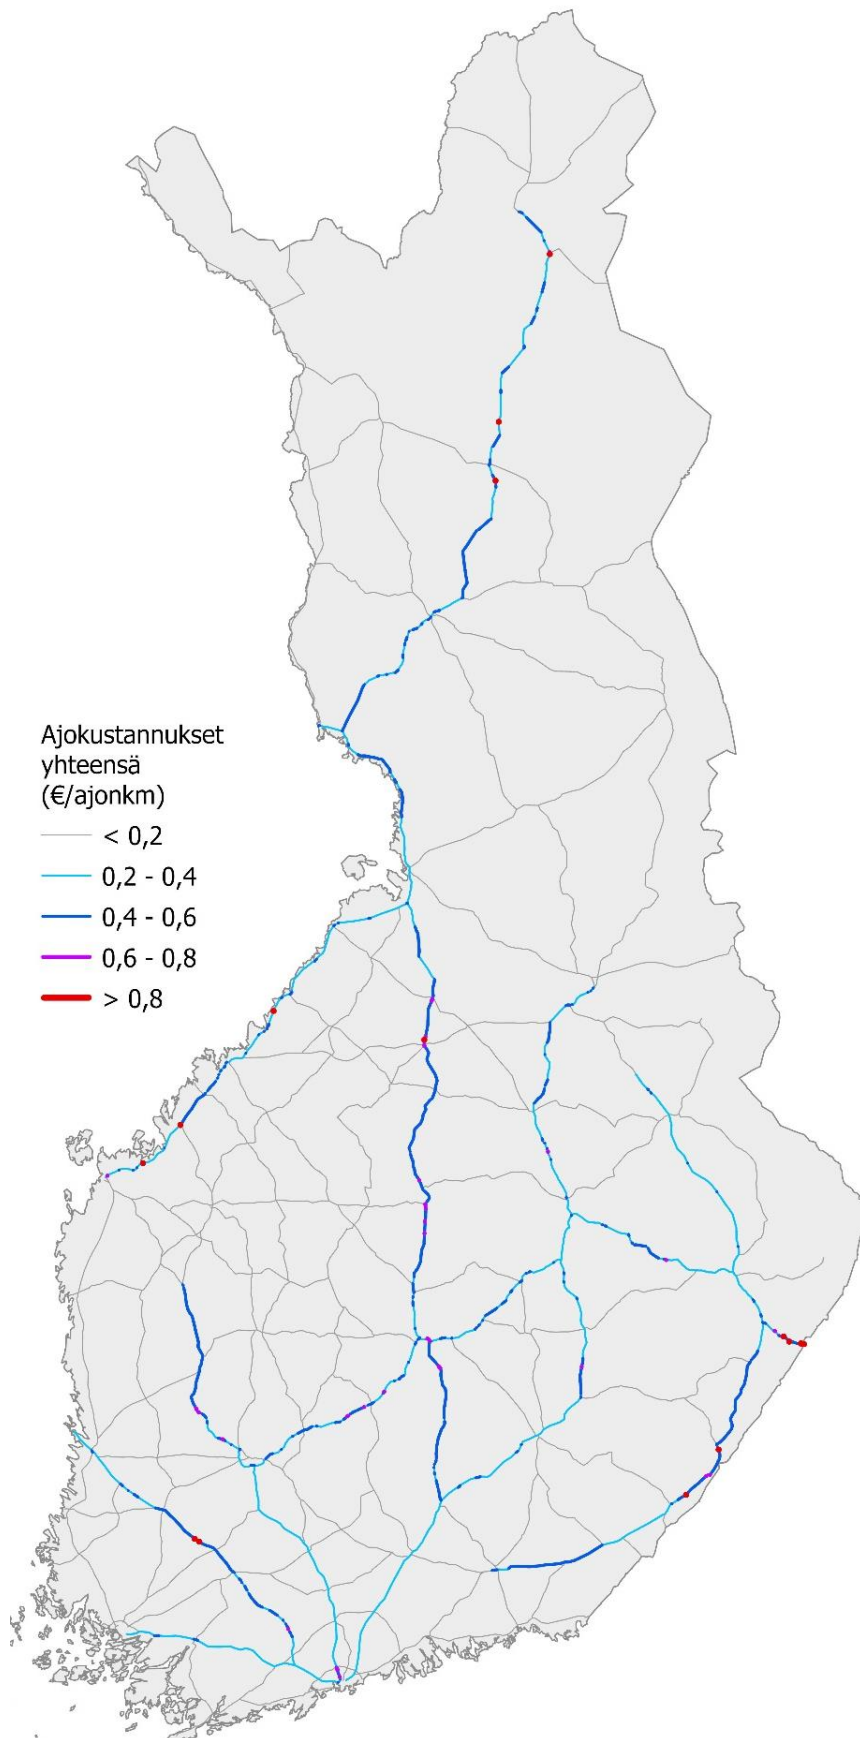 Ajokustannukset
yhteensä
(€/ajonkm)
< 0,2
0,2 - 0,4
0,4 - 0,6
0,6 - 0,8
> 0,8